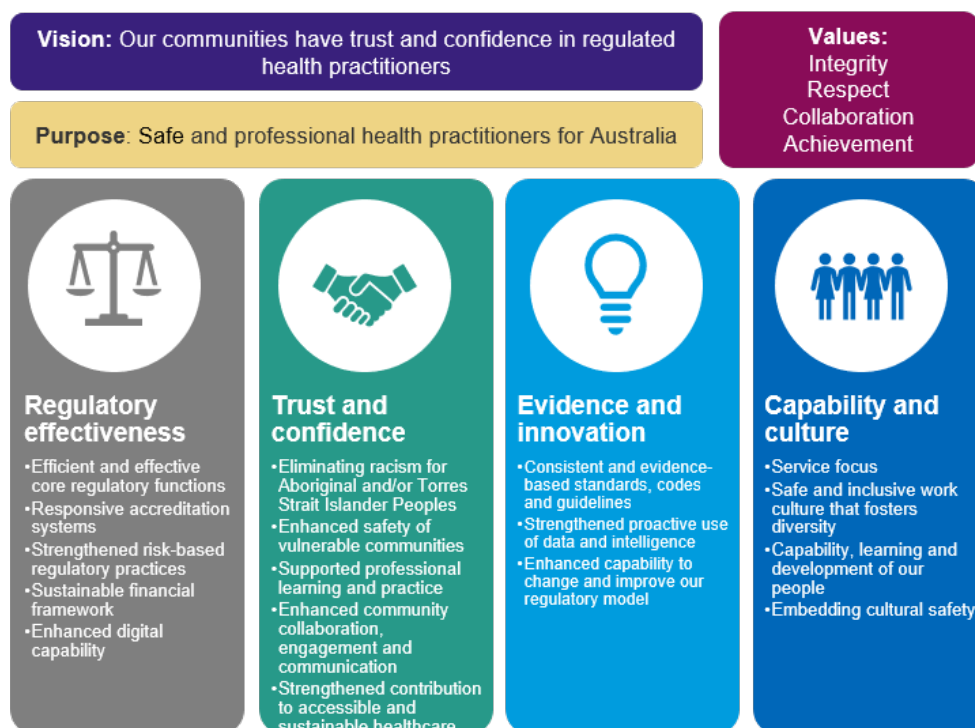 Vision: Our communities have trust and confidence in regulated
health practitioners
Values:
Integrity
Respect
Collaboration
Achievement
Purpose: Safe and professional health practitioners for Australia
Regulatory
effectiveness
•Efficient and effective
core regulatory functions
•Responsive accreditation
systems
•Strengthened risk-based
regulatory practices
•Sustainable financial
framework
•Enhanced digital
capability
Trust and
confidence
•Eliminating racism for
Aboriginal and/or Torres
Strait Islander Peoples
•Enhanced safety of
vulnerable communities
•Supported professional
learning and practice
•Enhanced community
collaboration,
engagement and
communication
•Strengthened contribution
to accessible and
sustainable healthcare
Evidence and
innovation
•Consistent and evidence-
based standards, codes
and guidelines
•Strengthened proactive use
of data and intelligence
•Enhanced capability to
change and improve our
regulatory model
Capability and
culture
•Service focus
•Safe and inclusive work
culture that fosters
diversity
•Capability, learning and
development of our
people
•Embedding cultural safety